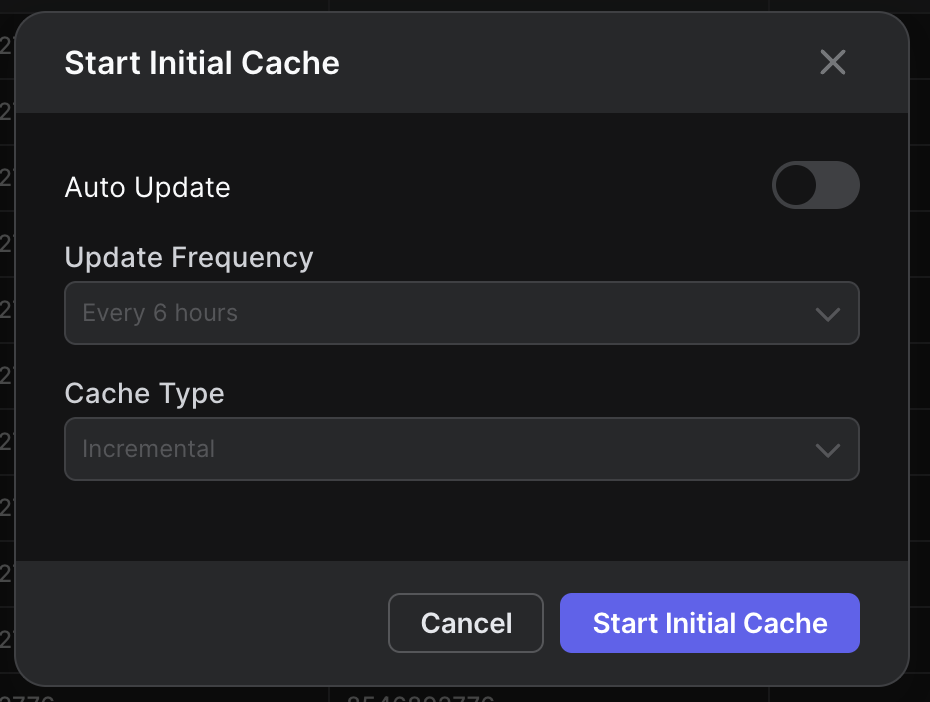 Start Initial Cache
Auto Update
Update Frequency
Every 6 hours
Cache Type
Incremental
Cancel
Start Initial Cache